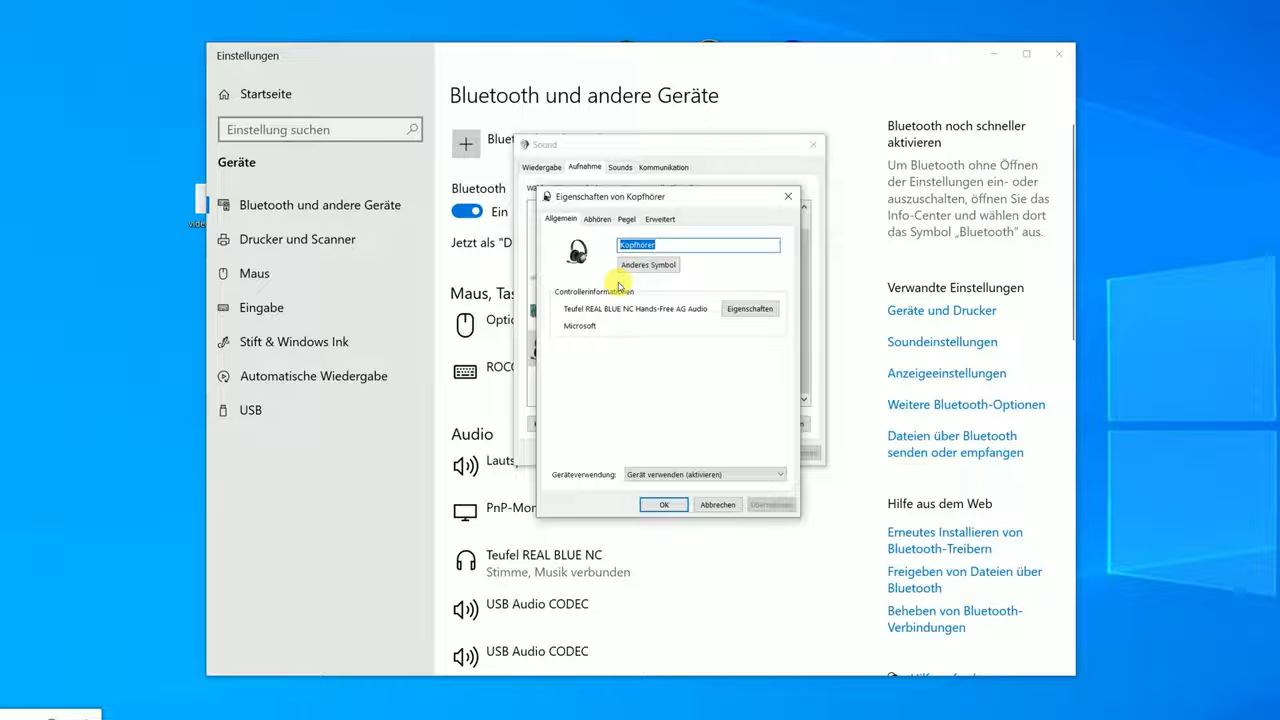 Einstellungen
Startseite
Einstellung suchen
Geräte
Bluetooth und andere Geräte
Drucker und Scanner
Maus
Eingabe
Stift & Windows Ink
Automatische Wiedergabe
USB
Bluetooth und andere Geräte
Bluet
Bluetooth
Ein
Jetzt als "D
Maus, Tas
Optic
ROCC
Audio
Lauts
PnP-Mon
Teufel REAL BLUE NC
Stimme, Musik verbunden
USB Audio CODEC
USB Audio CODEC
Sound
Wiedergabe Aufnahme Sounds Kommunikation
Eigenschaften von Kopfhörer
Allgemein Abhören Pegel Erweitert
Kopfhörer
Anderes Symbol
Controllerinformationen
Teufel REAL BLUE NC Hands-Free AG Audio Eigenschaften
Microsoft
Geräteverwendung: Gerät verwenden (aktivieren)
OK Abbrechen Übernehmen
Bluetooth noch schneller
aktivieren
Um Bluetooth ohne Öffnen
der Einstellungen ein- oder
auszuschalten, öffnen Sie das
Info-Center und wählen dort
das Symbol „Bluetooth" aus.
Verwandte Einstellungen
Geräte und Drucker
Soundeinstellungen
Anzeigeeinstellungen
Weitere Bluetooth-Optionen
Dateien über Bluetooth
senden oder empfangen
Hilfe aus dem Web
Erneutes Installieren von
Bluetooth-Treibern
Freigeben von Dateien über
Bluetooth
Beheben von Bluetooth-
Verbindungen